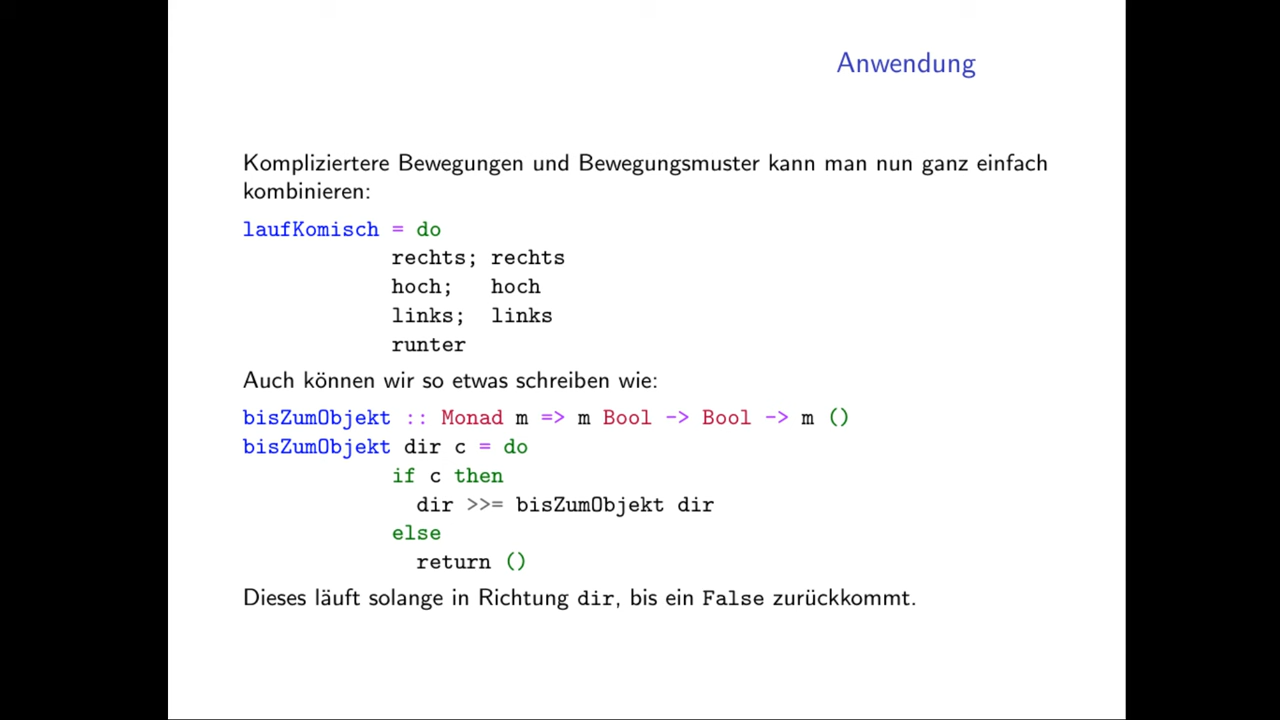 Anwendung
Kompliziertere Bewegungen und Bewegungsmuster kann man nun ganz einfach
kombinieren:
laufKomisch = do
rechts; rechts
hoch;   hoch
links;  links
runter
Auch können wir so etwas schreiben wie:
bisZumObjekt :: Monad m => m Bool -> Bool -> m ()
bisZumObjekt dir c = do
if c then
dir >>= bisZumObjekt dir
else
return ()
Dieses läuft solange in Richtung dir, bis ein False zurückkommt.